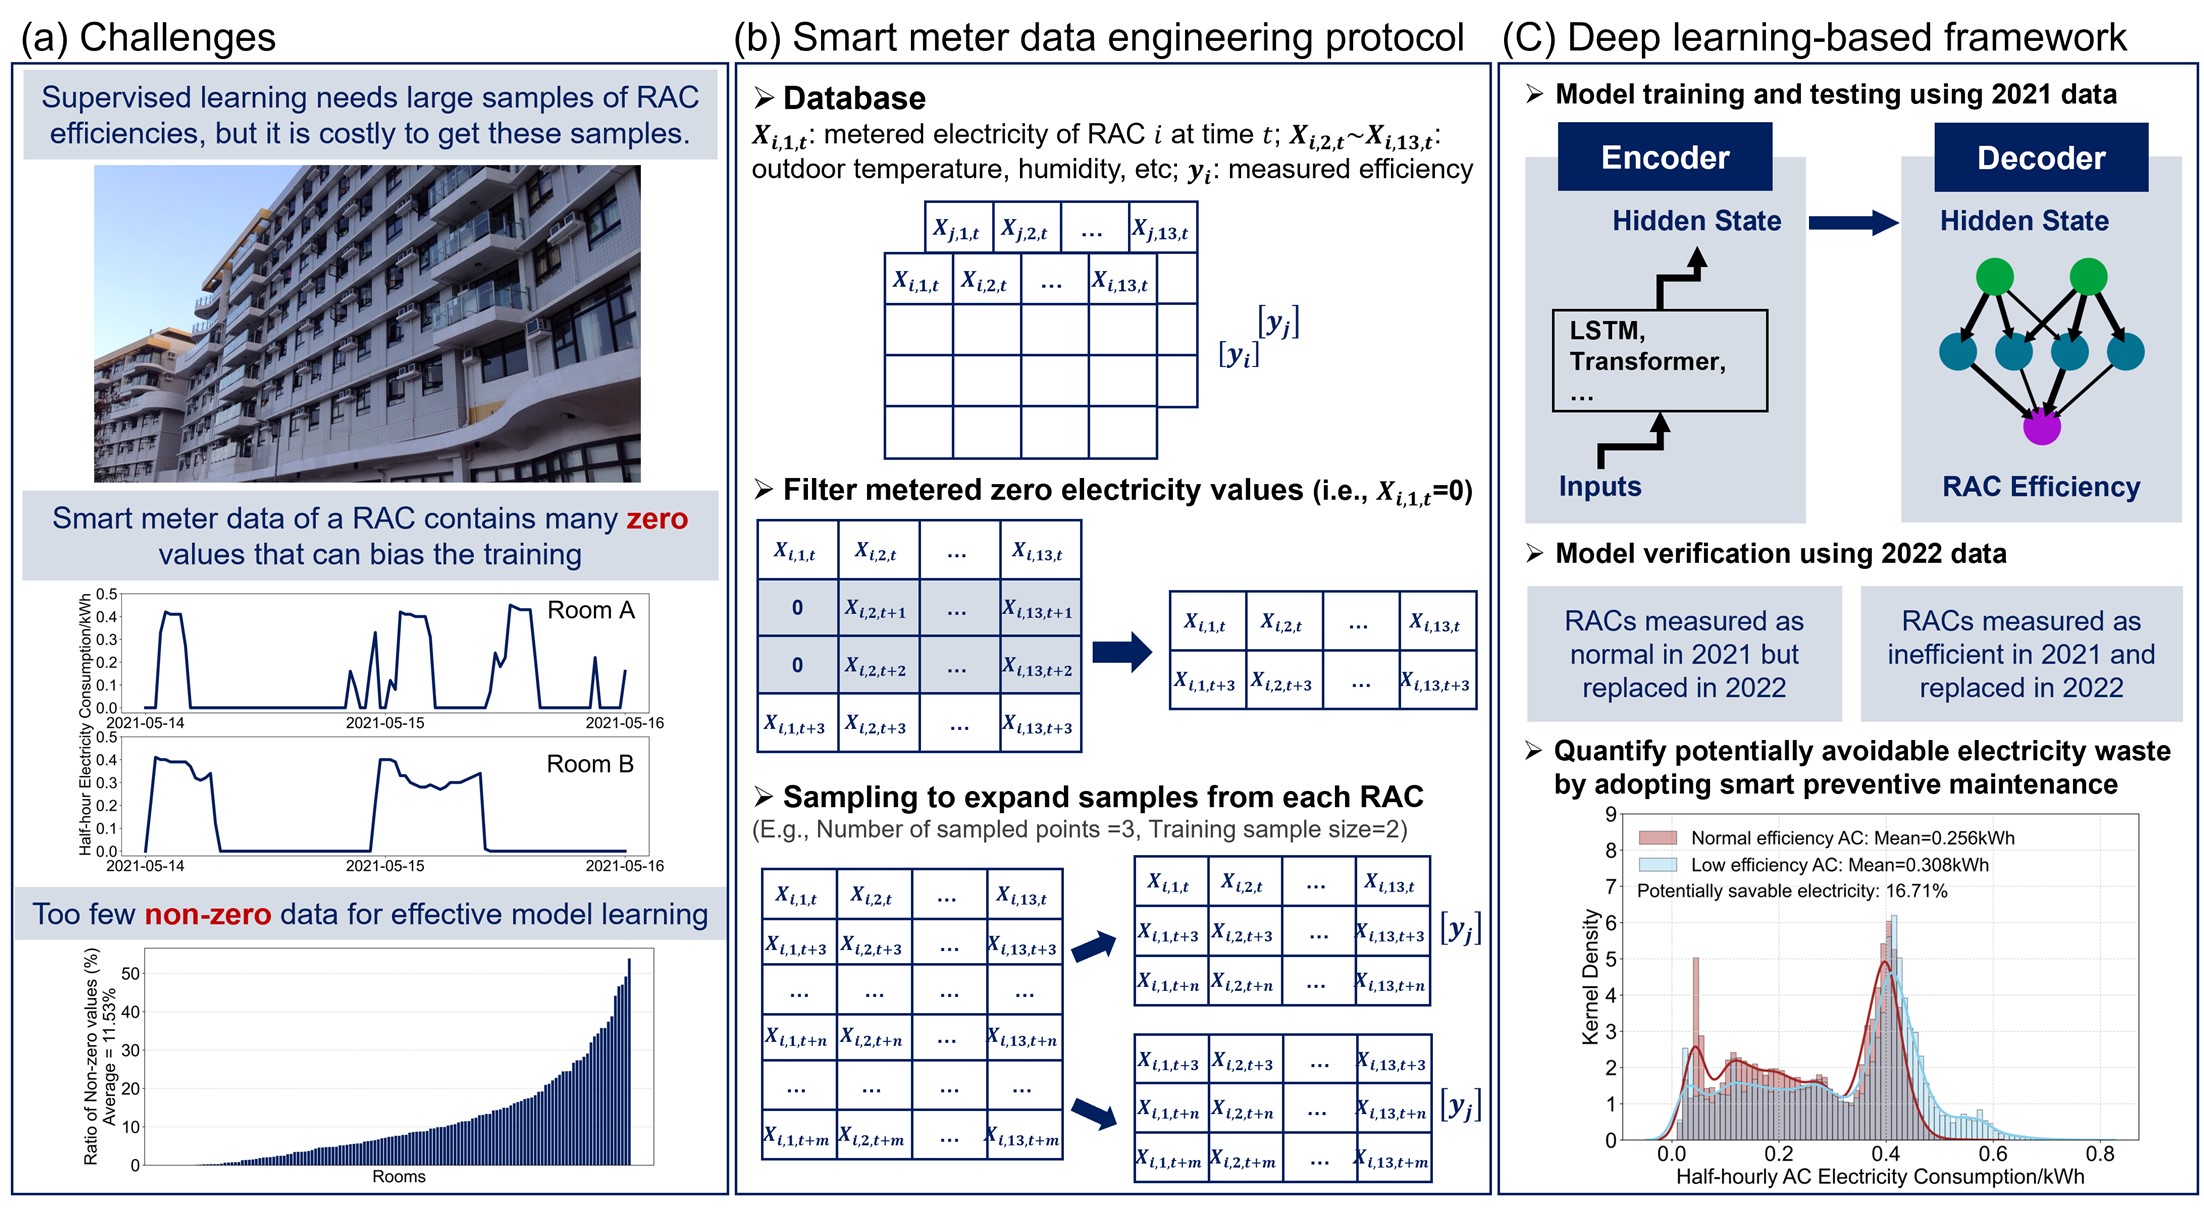 (a) Challenges
Supervised learning needs large samples of RAC
efficiencies, but it is costly to get these samples.
Smart meter data of a RAC contains many zero
values that can bias the training
Half-hour Electricity Consumption/kWh
0.5
0.4
0.3
0.2
0.1
0.0
Room A
2021-05-14
2021-05-15
2021-05-16
0.5
0.4
0.3
0.2
0.1
0.0
Room B
2021-05-14
2021-05-15
2021-05-16
Too few non-zero data for effective model learning
Ratio of Non-zero values (%)
Average = 11.53%
50
40
30
20
10
0
Rooms
(b) Smart meter data engineering protocol
➢ Database
X_{i,1,t}: metered electricity of RAC i at time t; X_{i,2,t}~X_{i,13,t}:
outdoor temperature, humidity, etc; y_i: measured efficiency
X_{j,1,t} X_{j,2,t} ... X_{j,13,t}
X_{i,1,t} X_{i,2,t} ... X_{i,13,t}
[y_j]
[y_i]
➢ Filter metered zero electricity values (i.e., X_{i,1,t}=0)
X_{i,1,t} X_{i,2,t} ... X_{i,13,t}
0 X_{i,2,t+1} ... X_{i,13,t+1}
0 X_{i,2,t+2} ... X_{i,13,t+2}
X_{i,1,t+3} X_{i,2,t+3} ... X_{i,13,t+3}
X_{i,1,t} X_{i,2,t} ... X_{i,13,t}
X_{i,1,t+3} X_{i,2,t+3} ... X_{i,13,t+3}
➢ Sampling to expand samples from each RAC
(E.g., Number of sampled points =3, Training sample size=2)
X_{i,1,t} X_{i,2,t} ... X_{i,13,t}
X_{i,1,t+3} X_{i,2,t+3} ... X_{i,13,t+3}
... ... ... ...
X_{i,1,t+n} X_{i,2,t+n} ... X_{i,13,t+n}
... ... ... ...
X_{i,1,t+m} X_{i,2,t+m} ... X_{i,13,t+m}
X_{i,1,t} X_{i,2,t} ... X_{i,13,t}
X_{i,1,t+3} X_{i,2,t+3} ... X_{i,13,t+3} [y_j]
X_{i,1,t+n} X_{i,2,t+n} ... X_{i,13,t+n}
X_{i,1,t+3} X_{i,2,t+3} ... X_{i,13,t+3}
X_{i,1,t+n} X_{i,2,t+n} ... X_{i,13,t+n} [y_j]
X_{i,1,t+m} X_{i,2,t+m} ... X_{i,13,t+m}
(C) Deep learning-based framework
➢ Model training and testing using 2021 data
Encoder
Hidden State
LSTM,
Transformer,
...
Inputs
Decoder
Hidden State
RAC Efficiency
➢ Model verification using 2022 data
RACs measured as
normal in 2021 but
replaced in 2022
RACs measured as
inefficient in 2021 and
replaced in 2022
➢ Quantify potentially avoidable electricity waste
by adopting smart preventive maintenance
Normal efficiency AC: Mean=0.256kWh
Low efficiency AC: Mean=0.308kWh
Potentially savable electricity: 16.71%
Kernel Density
9
8
7
6
5
4
3
2
1
0
0.0 0.2 0.4 0.6 0.8
Half-hourly AC Electricity Consumption/kWh